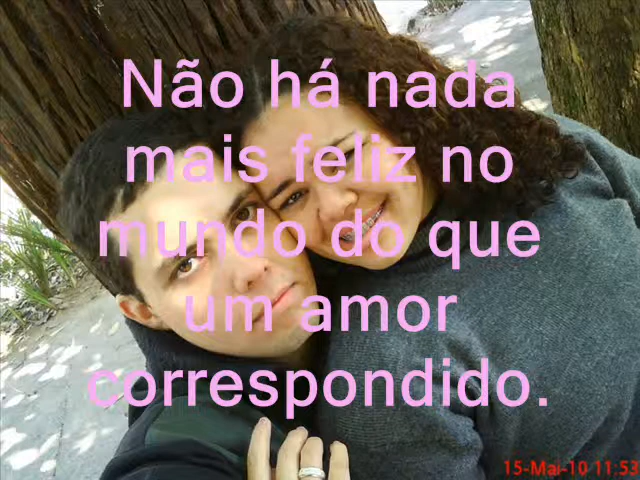 Não há nada
mais feliz no
mundo do que
um amor
correspondido.
15-Mai-10 11:53